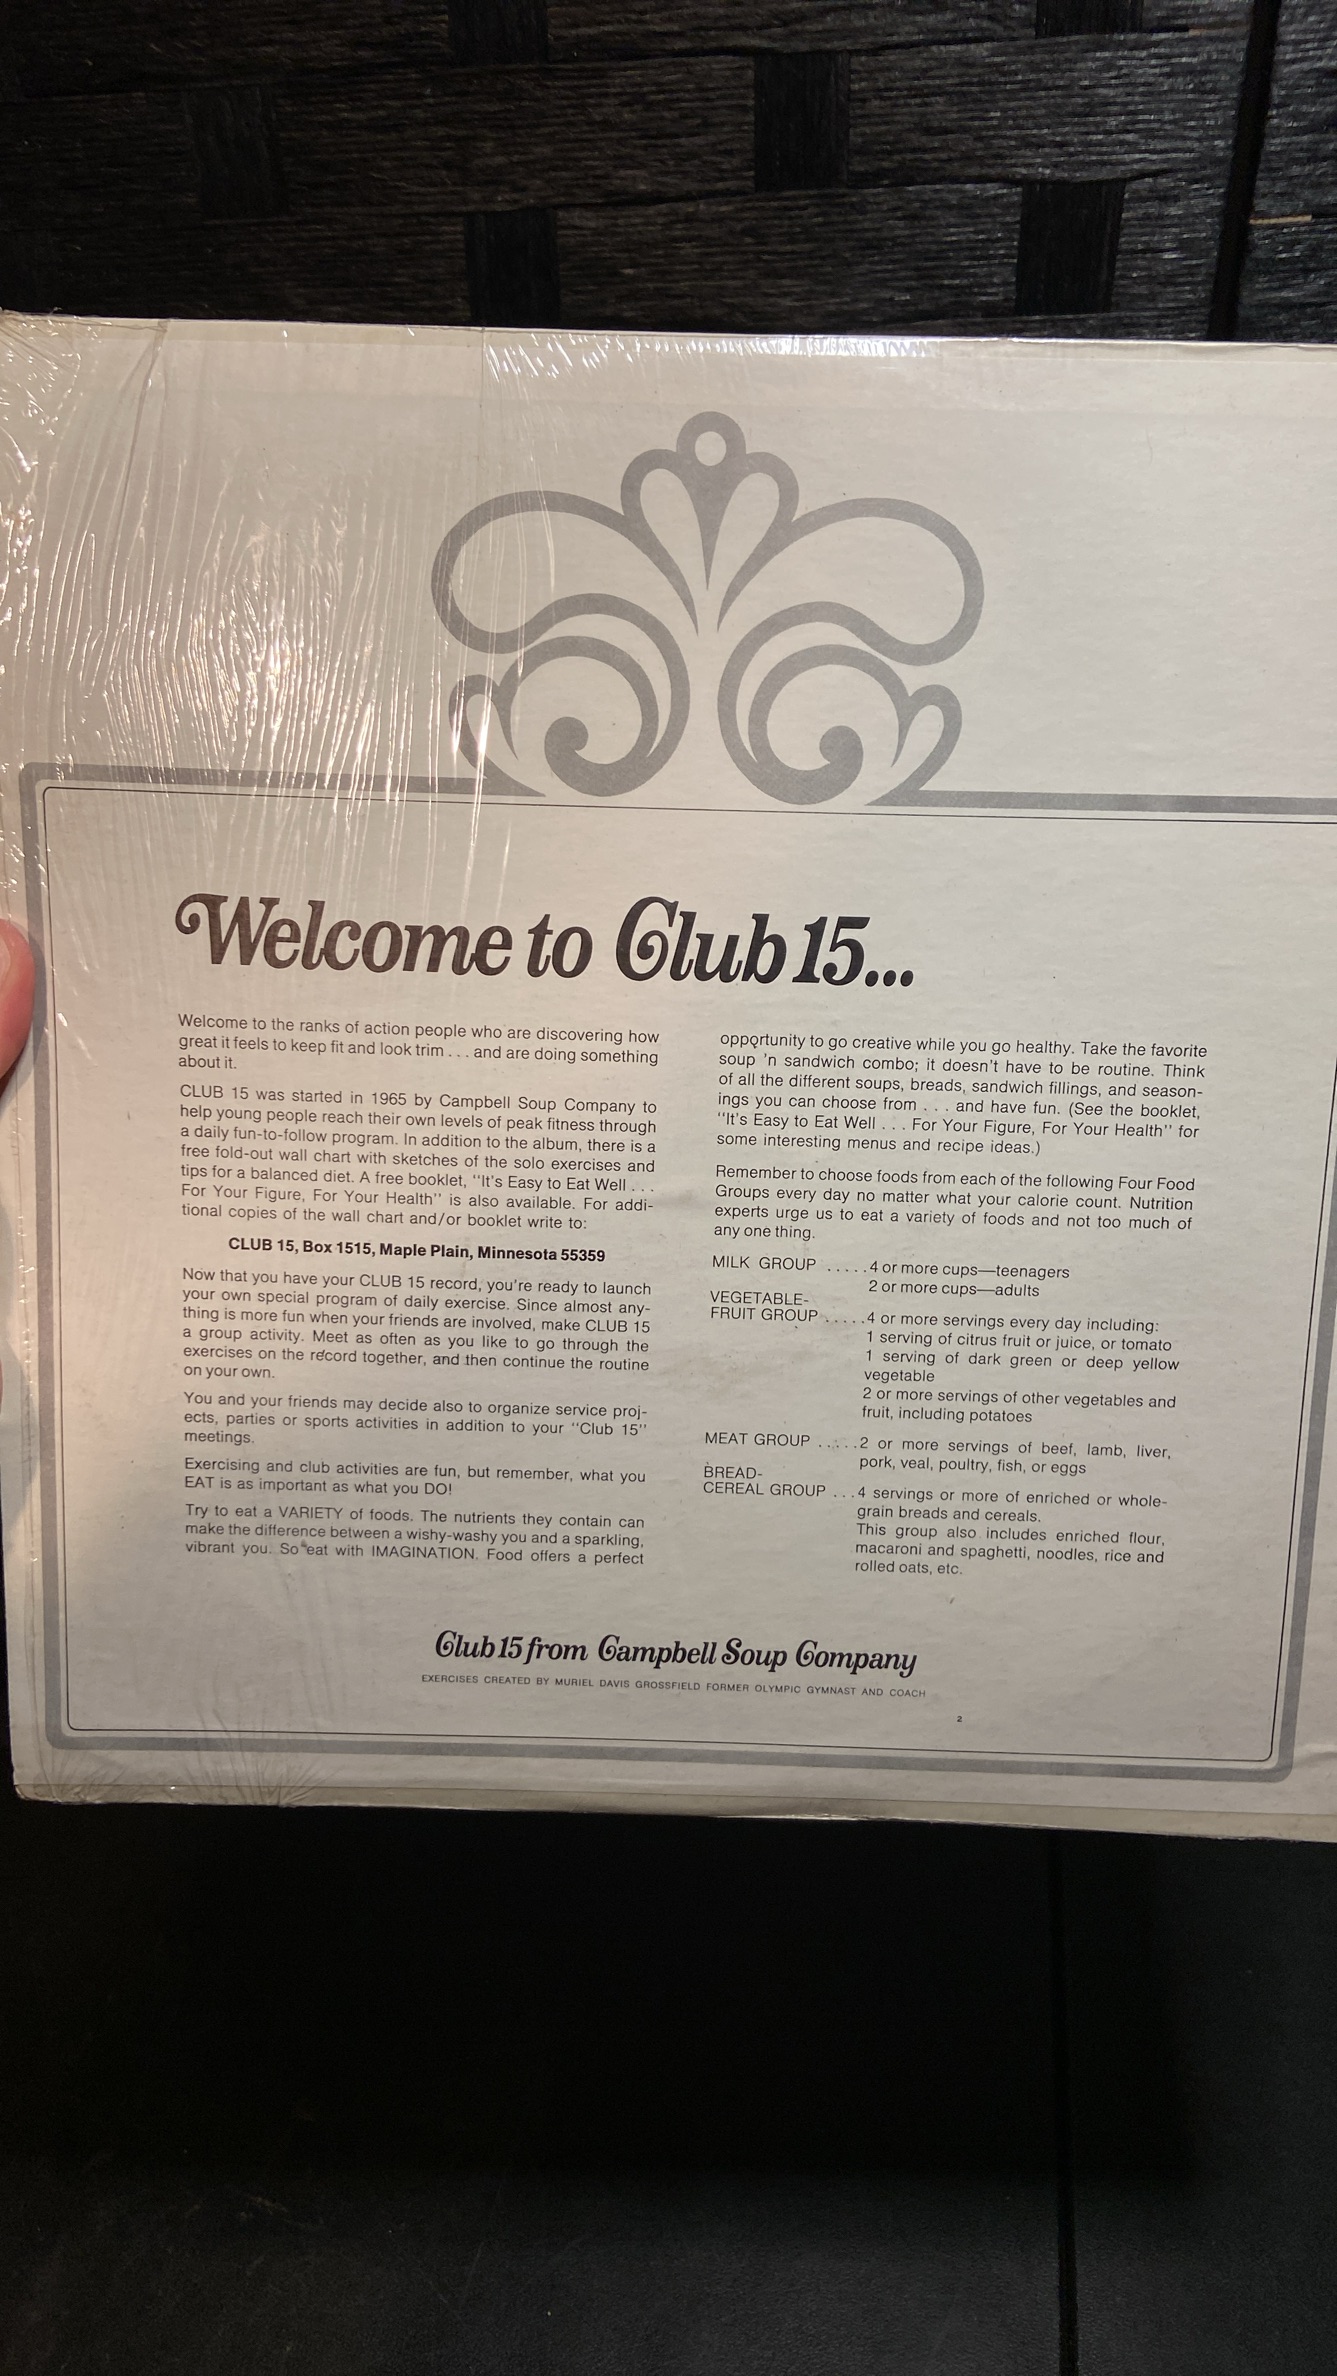 Welcome to Club 15...
Welcome to the ranks of action people who are discovering how
great it feels to keep fit and look trim . . . and are doing something
about it.
CLUB 15 was started in 1965 by Campbell Soup Company to
help young people reach their own levels of peak fitness through
a daily fun-to-follow program. In addition to the album, there is a
free fold-out wall chart with sketches of the solo exercises and
tips for a balanced diet. A free booklet, "It's Easy to Eat Well . . .
For Your Figure, For Your Health" is also available. For addi-
tional copies of the wall chart and/or booklet write to:
CLUB 15, Box 1515, Maple Plain, Minnesota 55359
Now that you have your CLUB 15 record, you're ready to launch
your own special program of daily exercise. Since almost any-
thing is more fun when your friends are involved, make CLUB 15
a group activity. Meet as often as you like to go through the
exercises on the record together, and then continue the routine
on your own.
You and your friends may decide also to organize service proj-
ects, parties or sports activities in addition to your "Club 15"
meetings.
Exercising and club activities are fun, but remember, what you
EAT is as important as what you DO!
Try to eat a VARIETY of foods. The nutrients they contain can
make the difference between a wishy-washy you and a sparkling,
vibrant you. So eat with IMAGINATION. Food offers a perfect
opportunity to go creative while you go healthy. Take the favorite
soup 'n sandwich combo; it doesn't have to be routine. Think
of all the different soups, breads, sandwich fillings, and season-
ings you can choose from . . . and have fun. (See the booklet,
"It's Easy to Eat Well . . . For Your Figure, For Your Health" for
some interesting menus and recipe ideas.)
Remember to choose foods from each of the following Four Food
Groups every day no matter what your calorie count. Nutrition
experts urge us to eat a variety of foods and not too much of
any one thing.
MILK GROUP .....4 or more cups—teenagers
2 or more cups—adults
VEGETABLE-
FRUIT GROUP .....4 or more servings every day including:
1 serving of citrus fruit or juice, or tomato
1 serving of dark green or deep yellow
vegetable
2 or more servings of other vegetables and
fruit, including potatoes
MEAT GROUP .....2 or more servings of beef, lamb, liver,
pork, veal, poultry, fish, or eggs
BREAD-
CEREAL GROUP ...4 servings or more of enriched or whole-
grain breads and cereals.
This group also includes enriched flour,
macaroni and spaghetti, noodles, rice and
rolled oats, etc.
Club 15 from Campbell Soup Company
EXERCISES CREATED BY MURIEL DAVIS GROSSFIELD FORMER OLYMPIC GYMNAST AND COACH
2